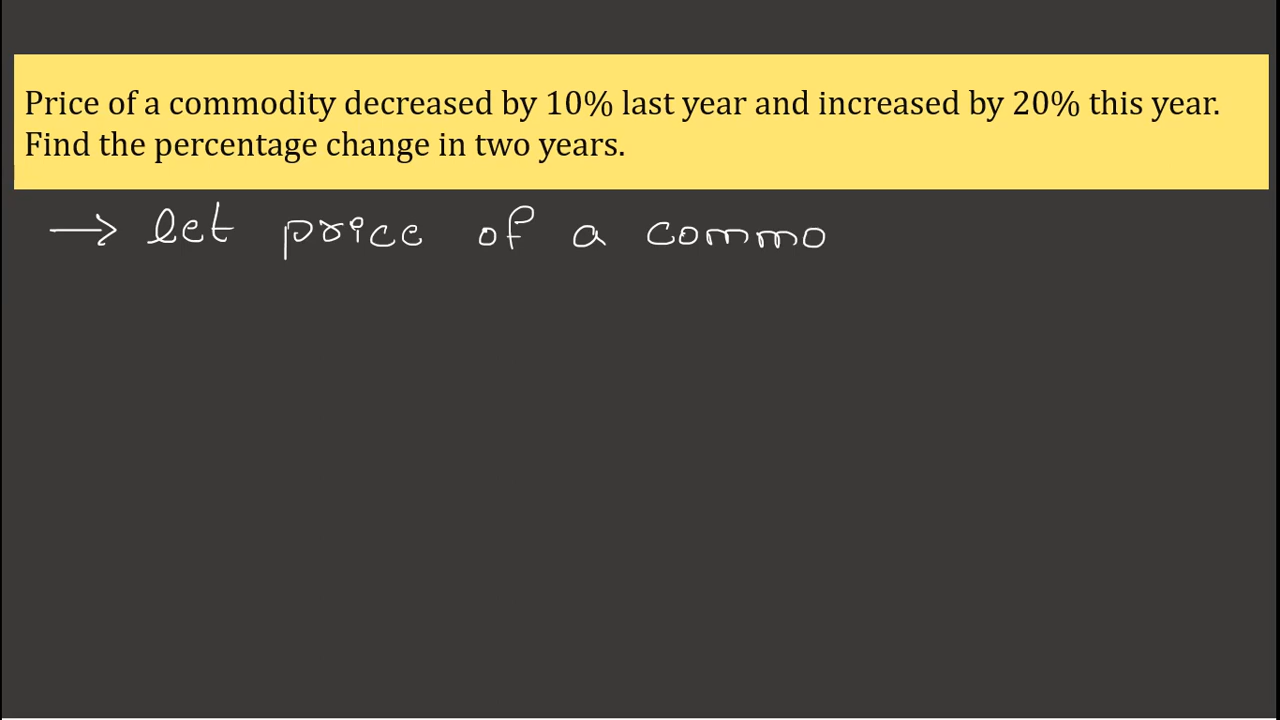 Price of a commodity decreased by 10% last year and increased by 20% this year.
Find the percentage change in two years.
→ let price of a commo